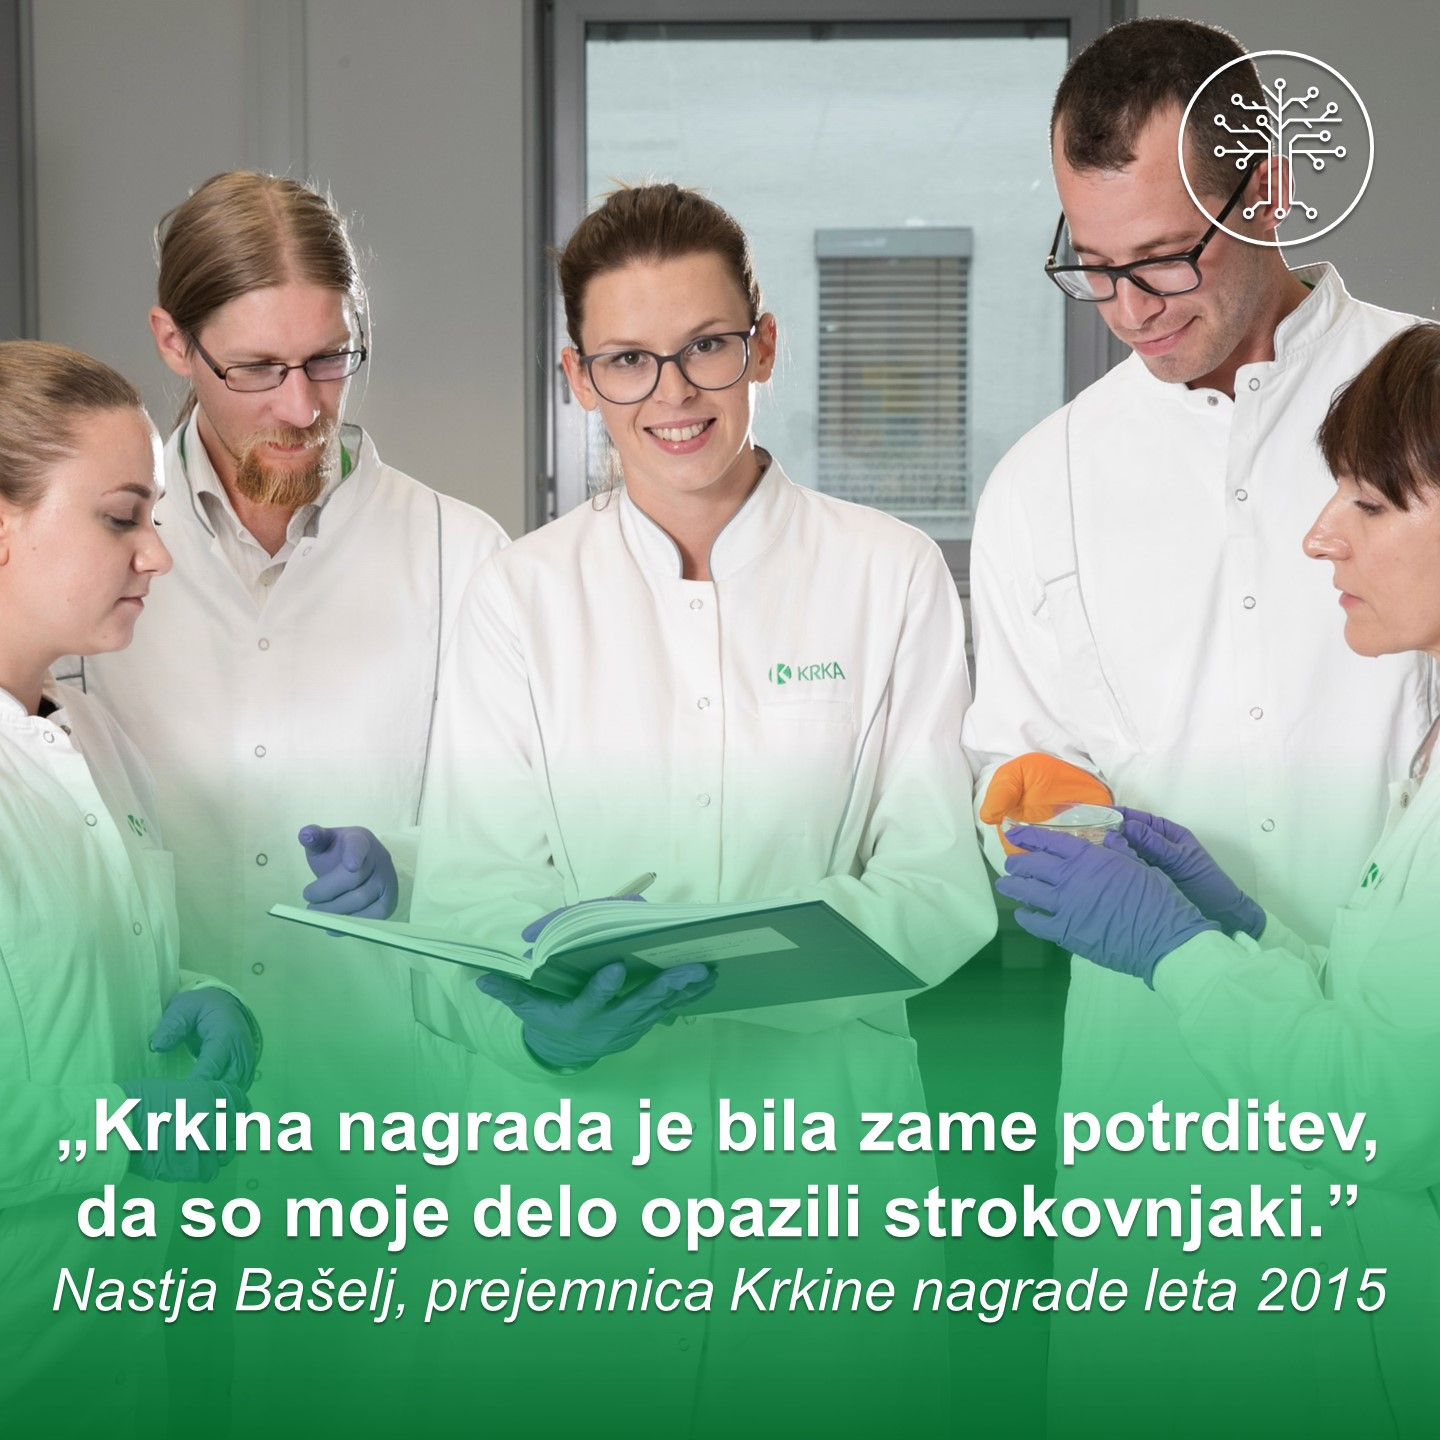 KRKA
„Krkina nagrada je bila zame potrditev,
da so moje delo opazili strokovnjaki.”
Nastja Bašelj, prejemnica Krkine nagrade leta 2015